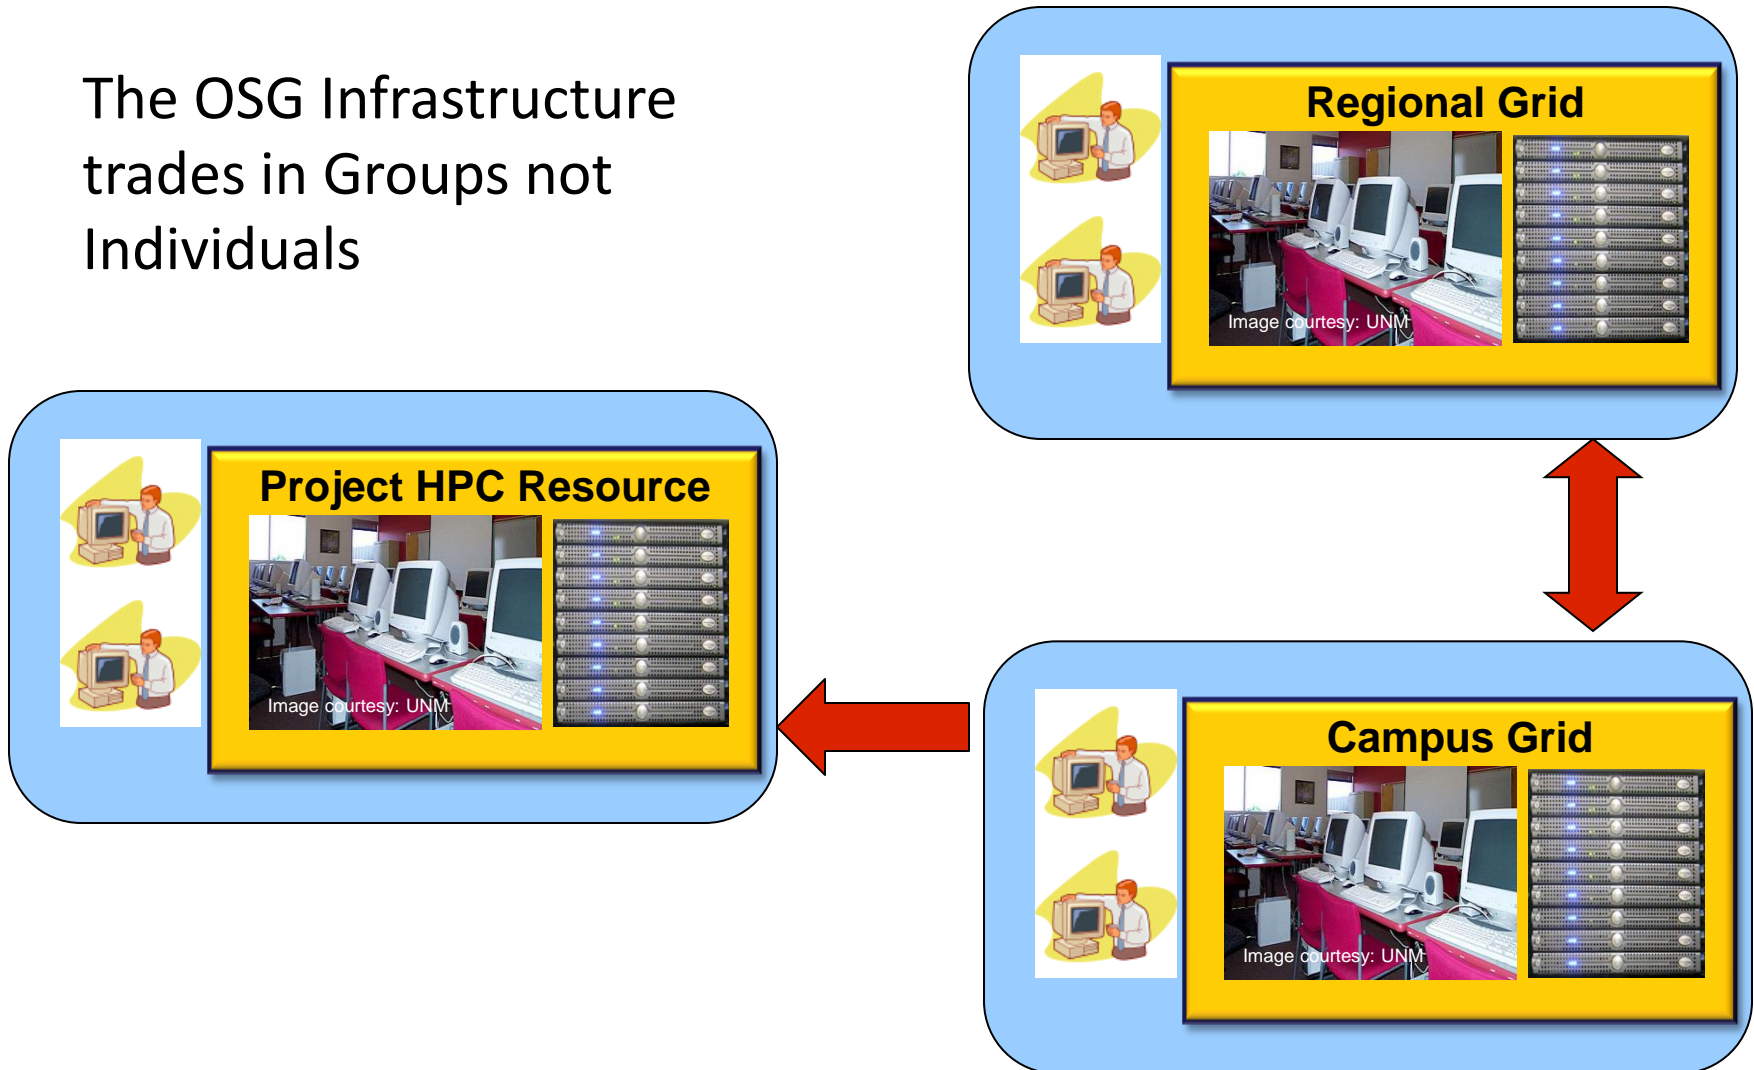 The OSG Infrastructure
trades in Groups not
Individuals
Regional Grid
Image courtesy: UNM
Project HPC Resource
Image courtesy: UNM
Campus Grid
Image courtesy: UNM